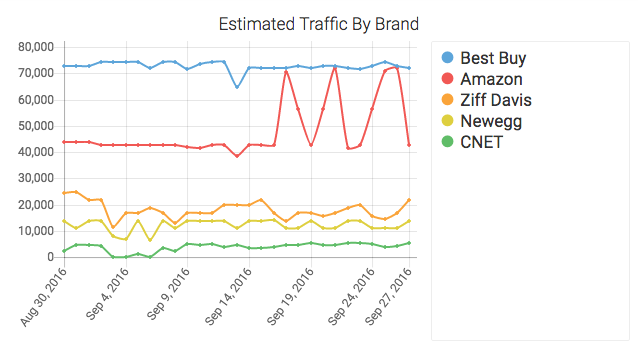 Estimated Traffic By Brand
80,000
70,000
60,000
50,000
40,000
30,000
20,000
10,000
0
Aug 30, 2016
Sep 4, 2016
Sep 9, 2016
Sep 14, 2016
Sep 19, 2016
Sep 24, 2016
Sep 27, 2016
Best Buy
Amazon
Ziff Davis
Newegg
CNET